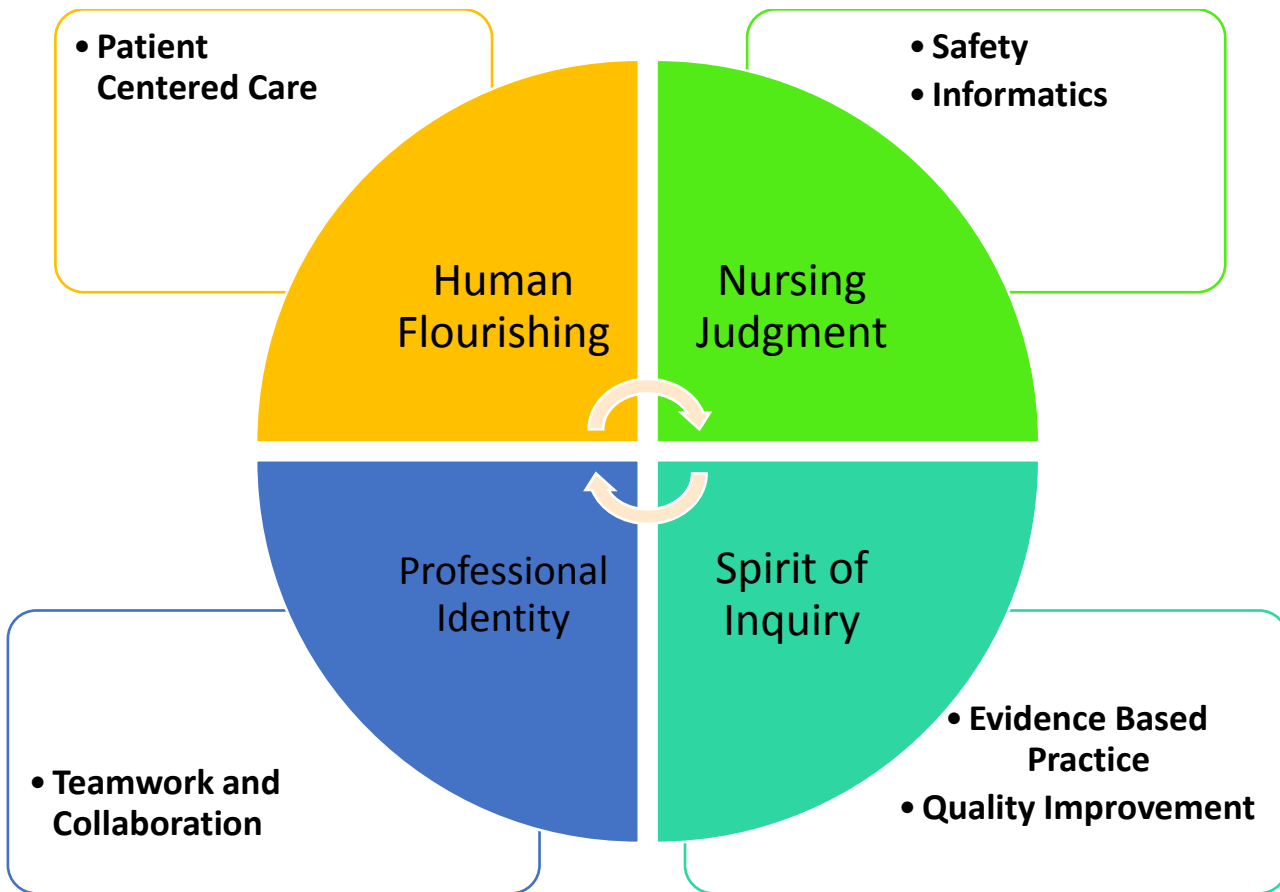 • Patient
Centered Care
• Safety
• Informatics
Human
Flourishing
Nursing
Judgment
Professional
Identity
Spirit of
Inquiry
• Teamwork and
Collaboration
• Evidence Based
Practice
• Quality Improvement